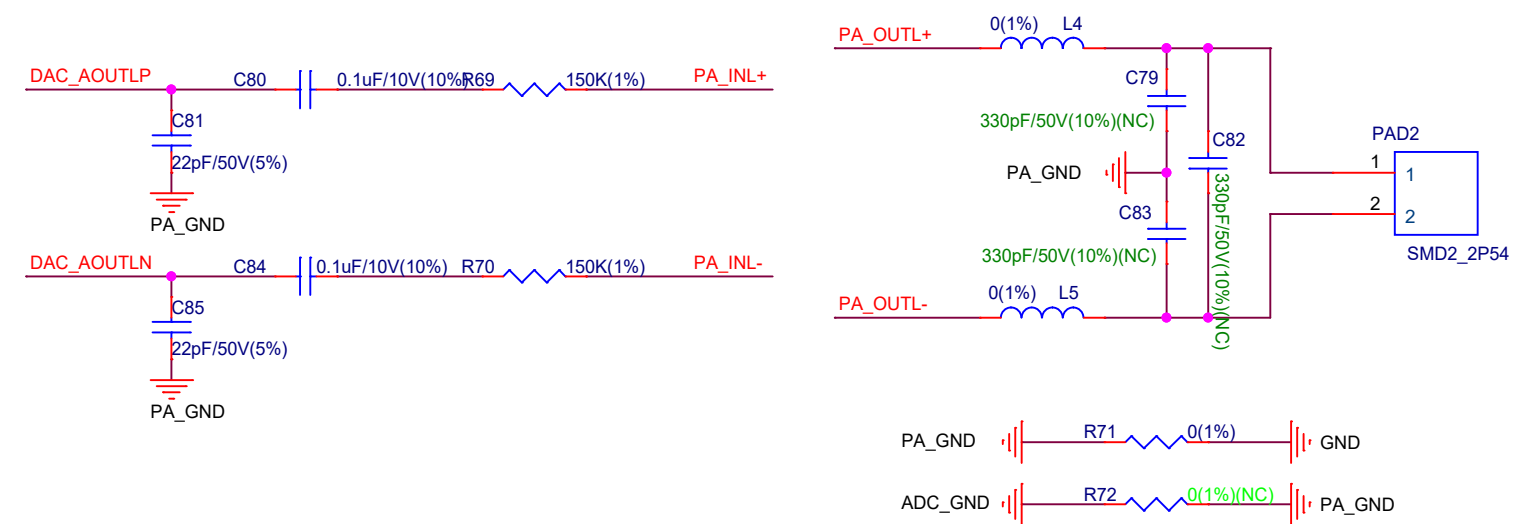 DAC_AOUTLP
C80
0.1uF/10V(10%)
R69
150K(1%)
PA_INL+
C81
22pF/50V(5%)
PA_GND
DAC_AOUTLN
C84
0.1uF/10V(10%)
R70
150K(1%)
PA_INL-
C85
22pF/50V(5%)
PA_GND
PA_OUTL+
0(1%)
L4
C79
330pF/50V(10%)(NC)
C82
330pF/50V(10%)(NC)
PA_GND
C83
330pF/50V(10%)(NC)
PA_OUTL-
0(1%)
L5
PAD2
1
1
2
2
SMD2_2P54
PA_GND
R71
0(1%)
GND
ADC_GND
R72
0(1%)(NC)
PA_GND